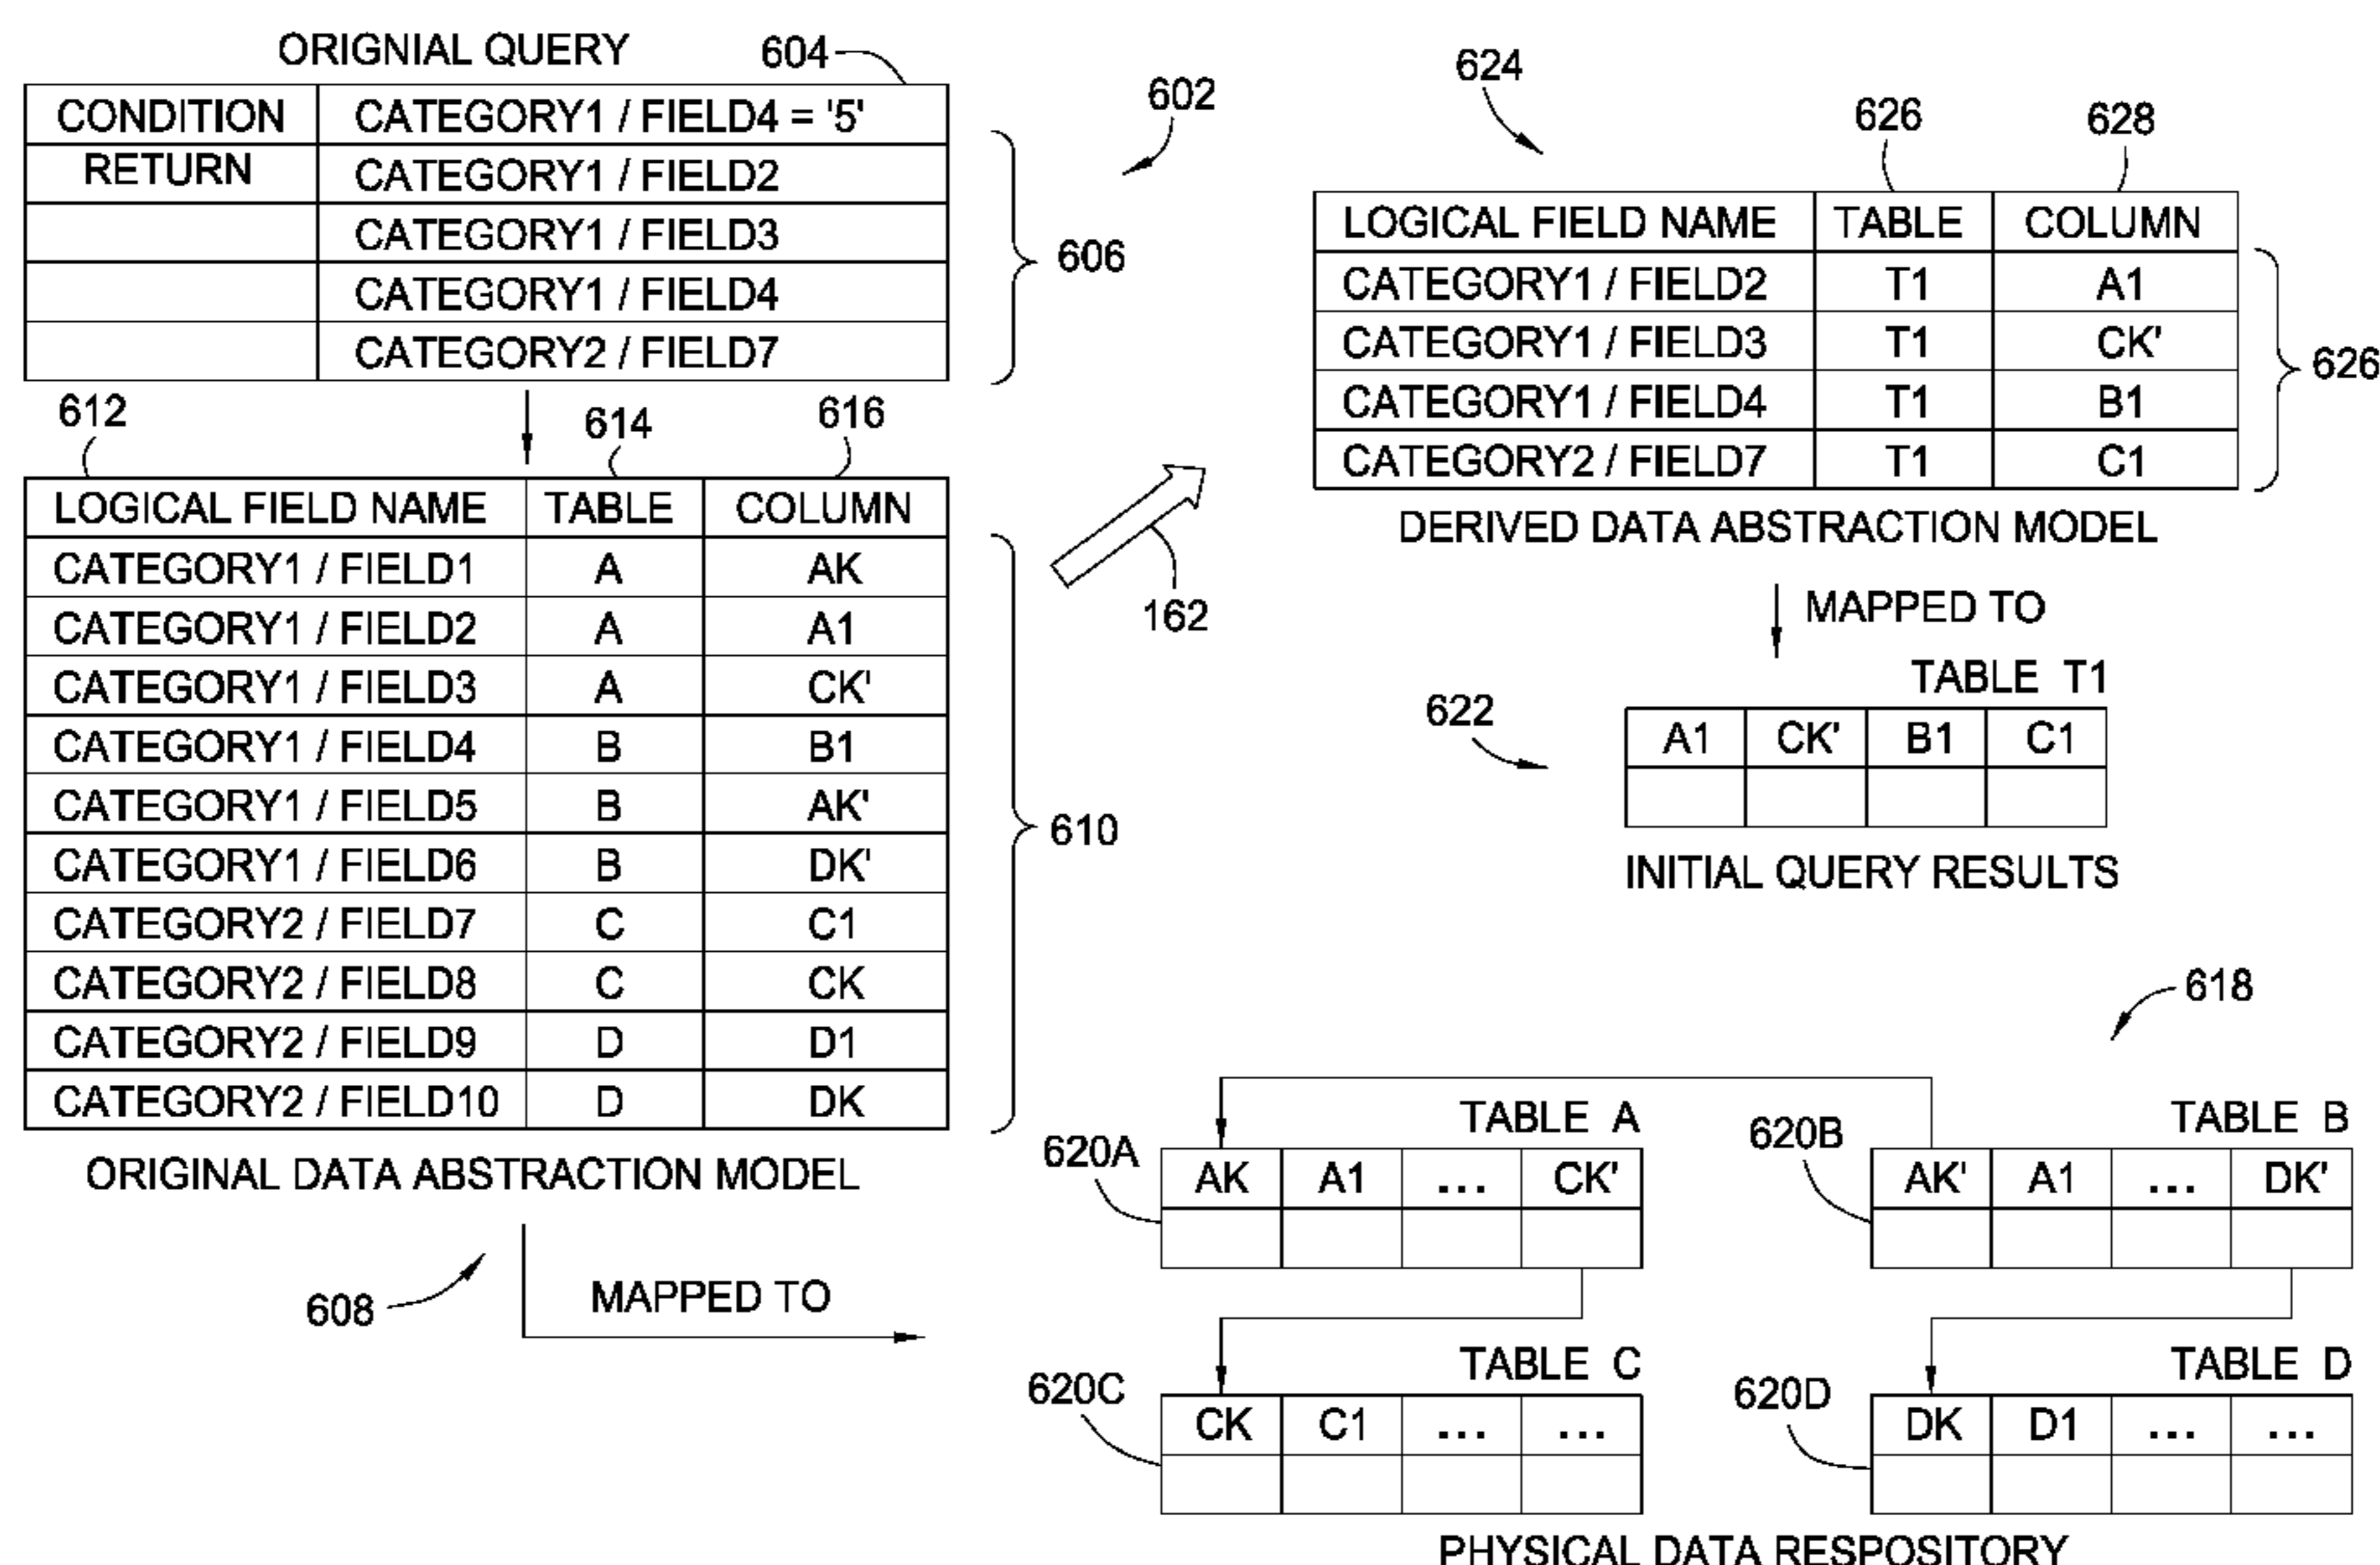 ORIGNIAL QUERY
604
CONDITION CATEGORY1 / FIELD4 = '5'
RETURN CATEGORY1 / FIELD2
CATEGORY1 / FIELD3
CATEGORY1 / FIELD4
CATEGORY2 / FIELD7
602
606
612
614
616
LOGICAL FIELD NAME TABLE COLUMN
CATEGORY1 / FIELD1 A AK
CATEGORY1 / FIELD2 A A1
CATEGORY1 / FIELD3 A CK'
CATEGORY1 / FIELD4 B B1
CATEGORY1 / FIELD5 B AK'
CATEGORY1 / FIELD6 B DK'
CATEGORY2 / FIELD7 C C1
CATEGORY2 / FIELD8 C CK
CATEGORY2 / FIELD9 D D1
CATEGORY2 / FIELD10 D DK
610
ORIGINAL DATA ABSTRACTION MODEL
608
MAPPED TO
162
624
626
628
LOGICAL FIELD NAME TABLE COLUMN
CATEGORY1 / FIELD2 T1 A1
CATEGORY1 / FIELD3 T1 CK'
CATEGORY1 / FIELD4 T1 B1
CATEGORY2 / FIELD7 T1 C1
626
DERIVED DATA ABSTRACTION MODEL
MAPPED TO
TABLE T1
622
A1 CK' B1 C1
INITIAL QUERY RESULTS
618
TABLE A
620A
AK A1 ... CK'
TABLE B
620B
AK' A1 ... DK'
TABLE C
620C
CK C1 ... ...
TABLE D
620D
DK D1 ... ...
PHYSICAL DATA RESPOSITORY